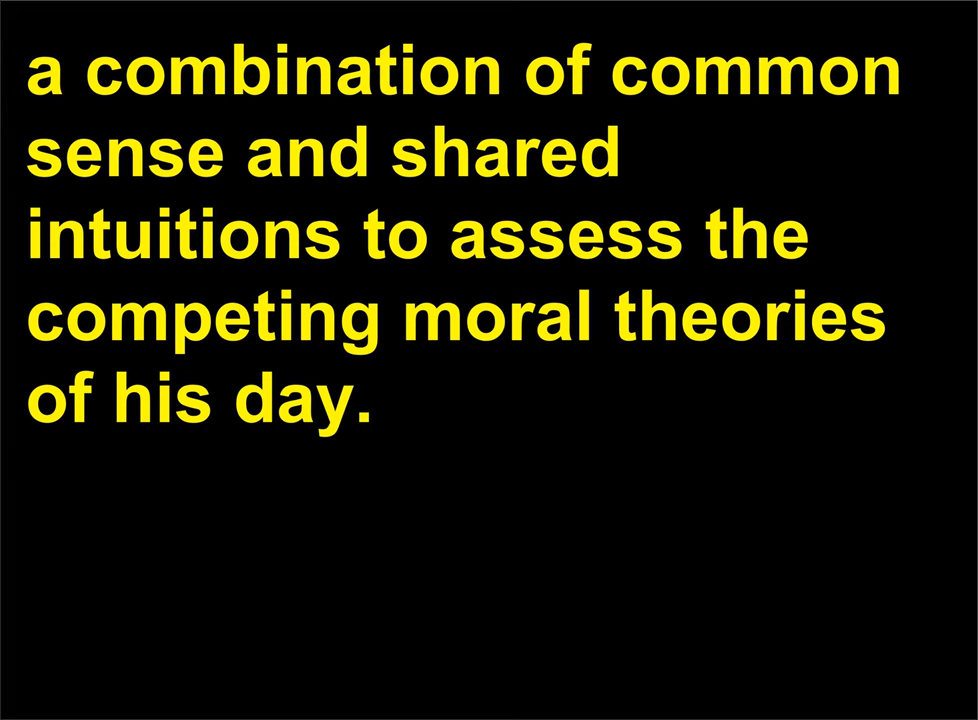 a combination of common
sense and shared
intuitions to assess the
competing moral theories
of his day.